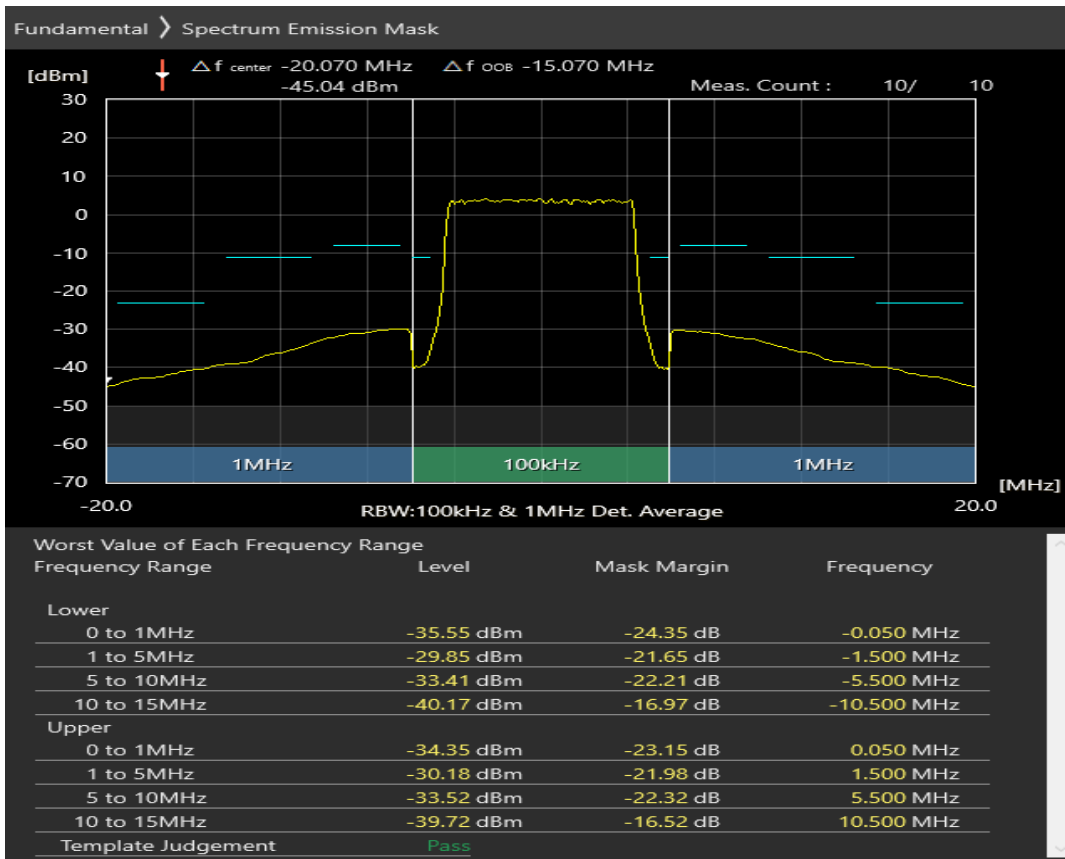 Fundamental 〉 Spectrum Emission Mask
△f center -20.070 MHz △f OOB -15.070 MHz
[dBm] -45.04 dBm Meas. Count : 10/ 10
30
20
10
0
-10
-20
-30
-40
-50
-60
1MHz 100kHz 1MHz
-70
[MHz]
-20.0 RBW:100kHz & 1MHz Det. Average 20.0
Worst Value of Each Frequency Range
Frequency Range Level Mask Margin Frequency
Lower
0 to 1MHz -35.55 dBm -24.35 dB -0.050 MHz
1 to 5MHz -29.85 dBm -21.65 dB -1.500 MHz
5 to 10MHz -33.41 dBm -22.21 dB -5.500 MHz
10 to 15MHz -40.17 dBm -16.97 dB -10.500 MHz
Upper
0 to 1MHz -34.35 dBm -23.15 dB 0.050 MHz
1 to 5MHz -30.18 dBm -21.98 dB 1.500 MHz
5 to 10MHz -33.52 dBm -22.32 dB 5.500 MHz
10 to 15MHz -39.72 dBm -16.52 dB 10.500 MHz
Template Judgement Pass